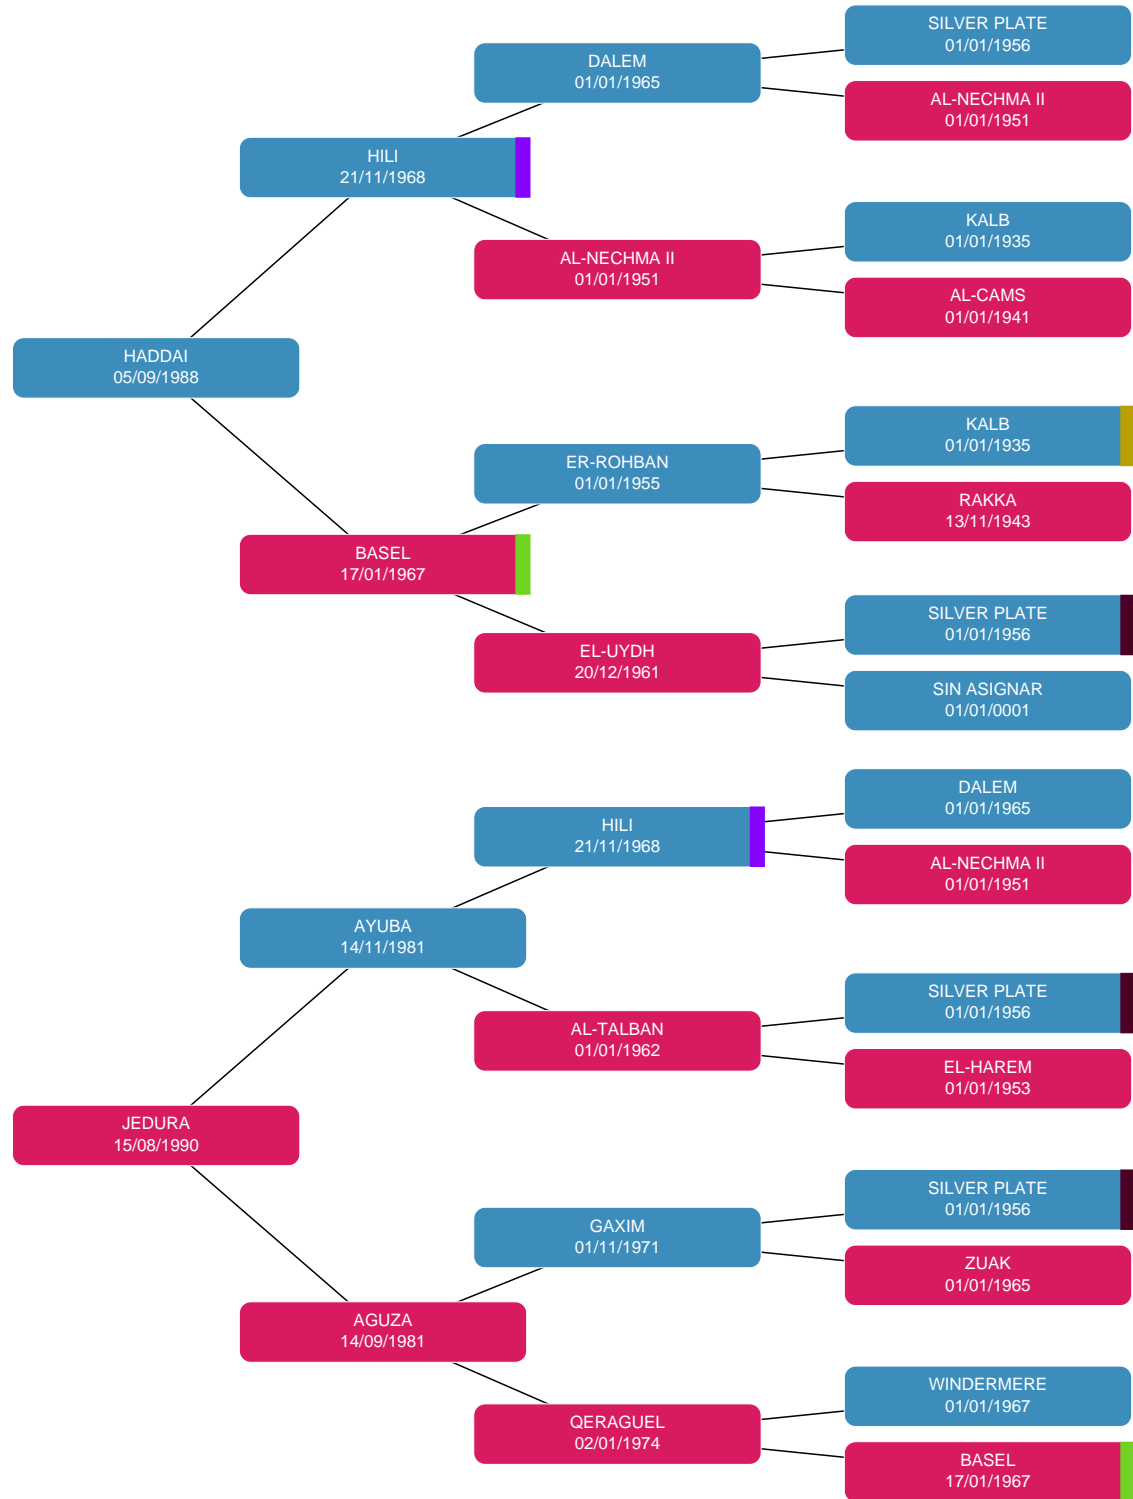 SILVER PLATE
01/01/1956
DALEM
01/01/1965
AL-NECHMA II
01/01/1951
HILI
21/11/1968
KALB
01/01/1935
AL-NECHMA II
01/01/1951
AL-CAMS
01/01/1941
HADDAI
05/09/1988
KALB
01/01/1935
ER-ROHBAN
01/01/1955
RAKKA
13/11/1943
BASEL
17/01/1967
SILVER PLATE
01/01/1956
EL-UYDH
20/12/1961
SIN ASIGNAR
01/01/0001
DALEM
01/01/1965
HILI
21/11/1968
AL-NECHMA II
01/01/1951
AYUBA
14/11/1981
SILVER PLATE
01/01/1956
AL-TALBAN
01/01/1962
EL-HAREM
01/01/1953
JEDURA
15/08/1990
SILVER PLATE
01/01/1956
GAXIM
01/11/1971
ZUAK
01/01/1965
AGUZA
14/09/1981
WINDERMERE
01/01/1967
QERAGUEL
02/01/1974
BASEL
17/01/1967